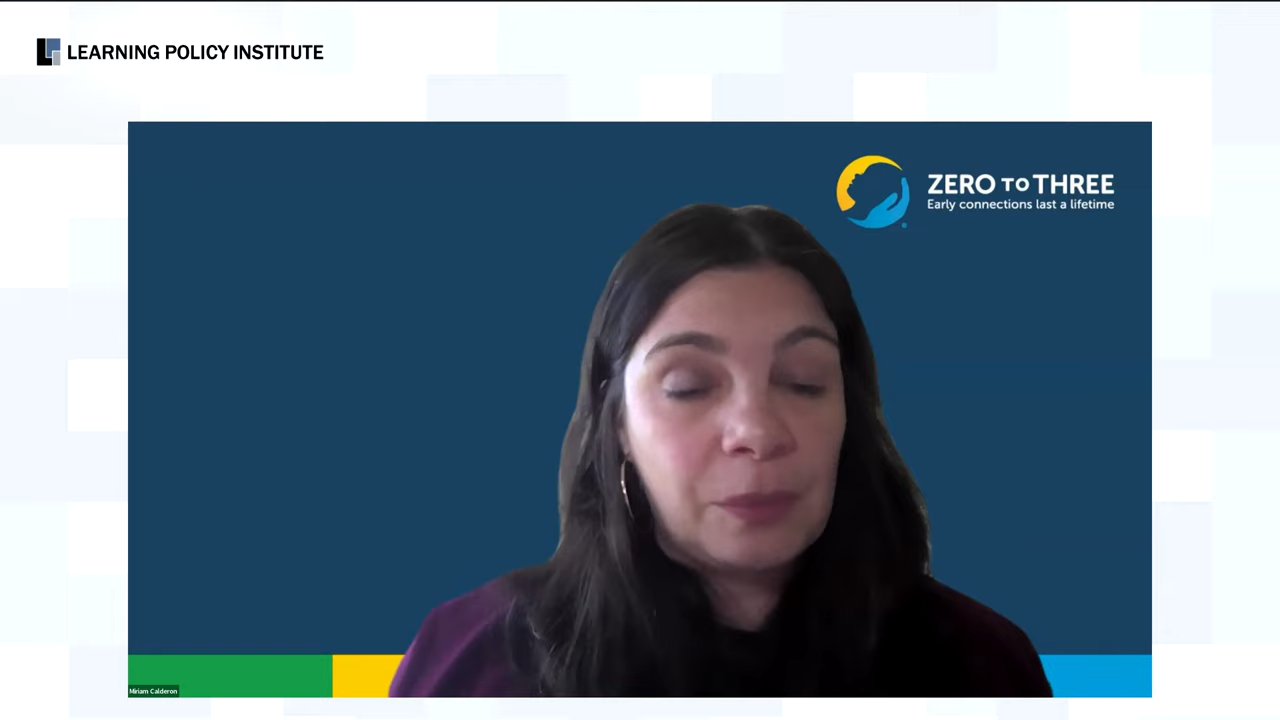 LEARNING POLICY INSTITUTE
ZERO TO THREE
Early connections last a lifetime
Miriam Calderon